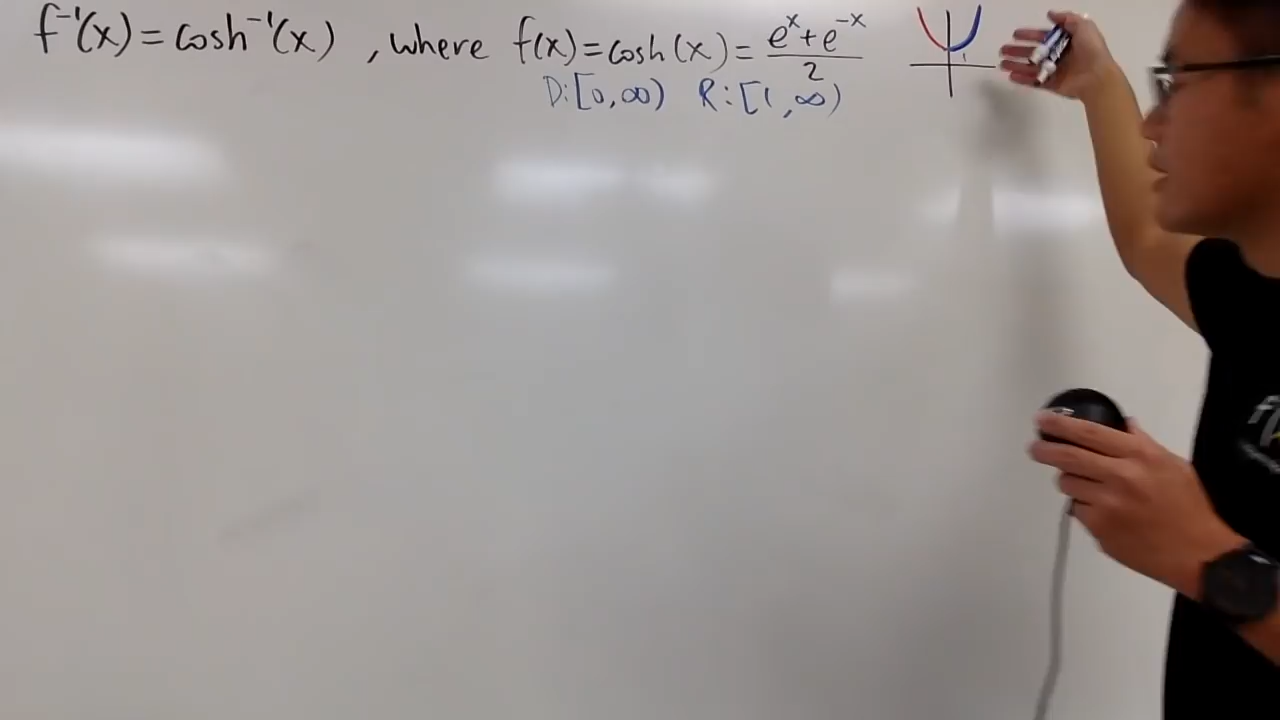 f⁻¹(x) = cosh⁻¹(x) , where f(x) = cosh(x) = (eˣ + e⁻ˣ)/2
D: [0, ∞) R: [1, ∞)